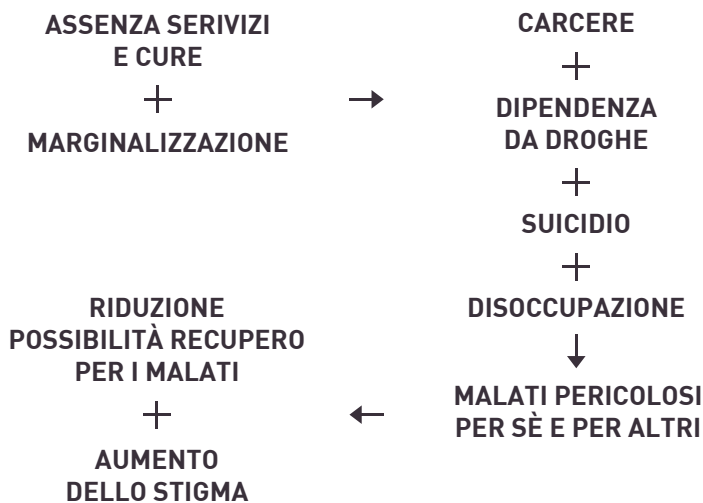 ASSENZA SERIVIZI
E CURE
+
MARGINALIZZAZIONE
→
CARCERE
+
DIPENDENZA
DA DROGHE
+
SUICIDIO
+
DISOCCUPAZIONE
↓
MALATI PERICOLOSI
PER SÈ E PER ALTRI
←
RIDUZIONE
POSSIBILITÀ RECUPERO
PER I MALATI
+
AUMENTO
DELLO STIGMA